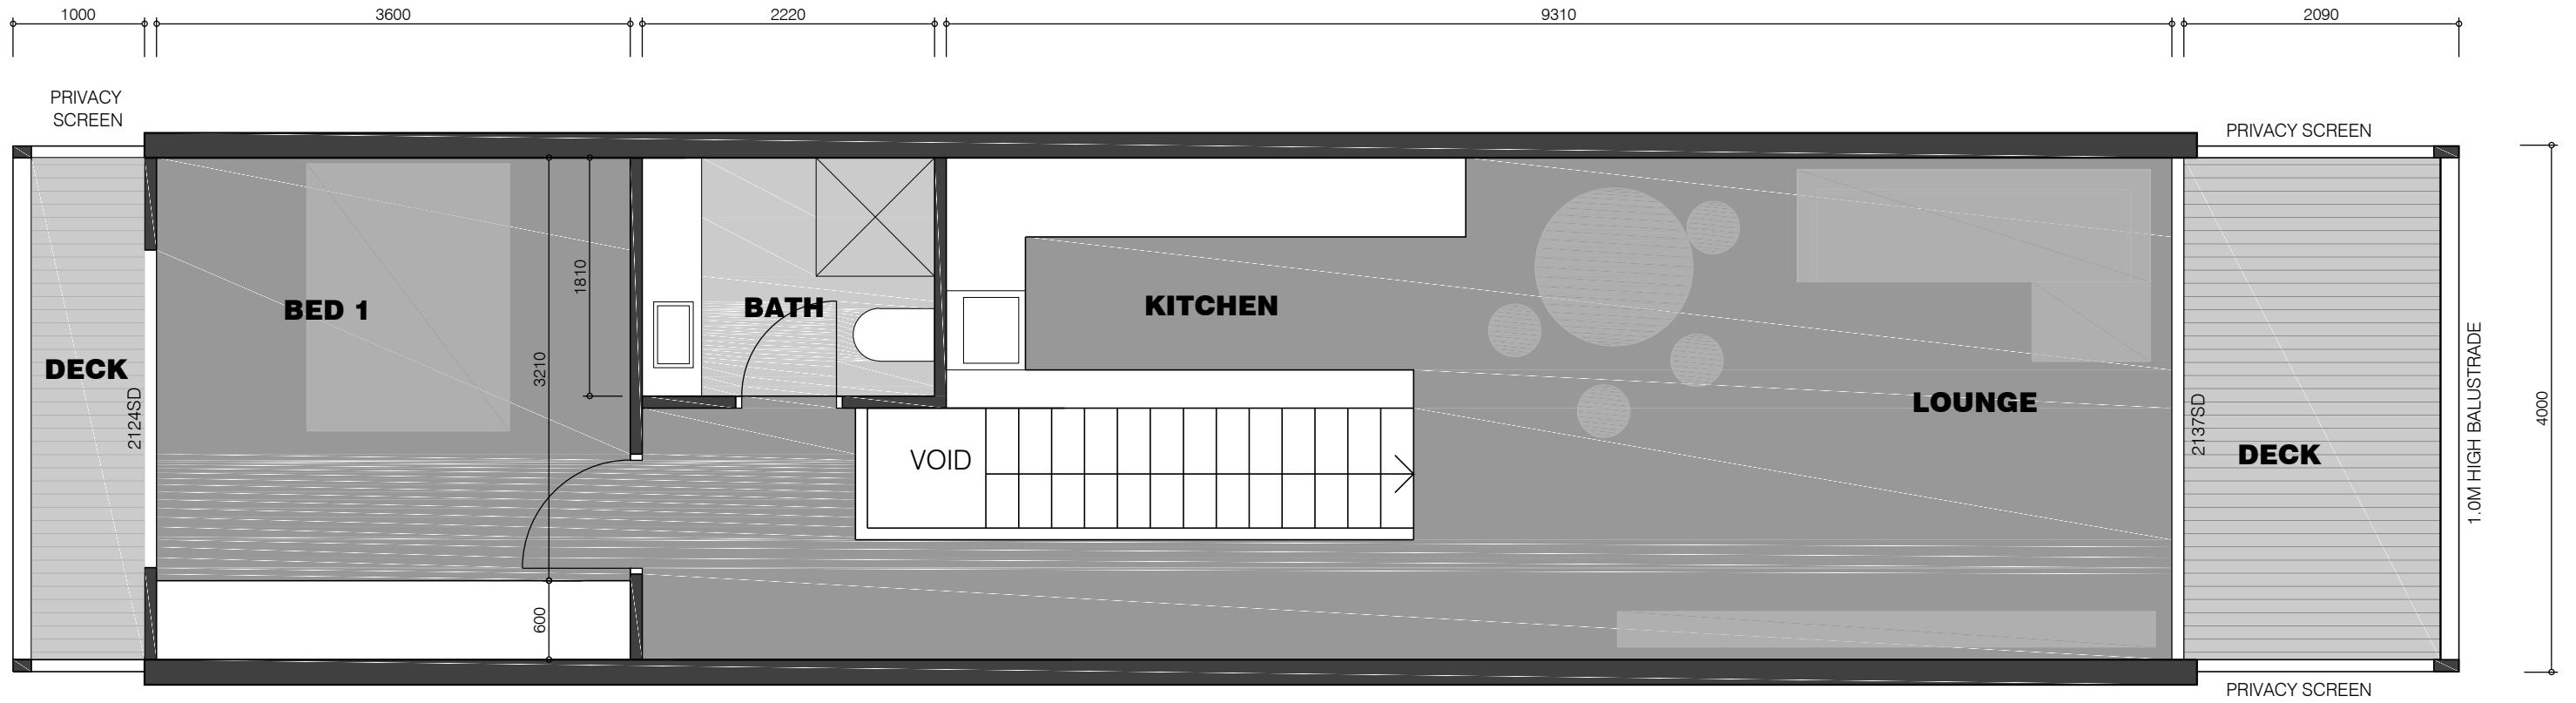 1000
3600
2220
9310
2090
PRIVACY
SCREEN
PRIVACY SCREEN
1810
BED 1
BATH
KITCHEN
3210
DECK
2124SD
LOUNGE
2137SD
DECK
1.0M HIGH BALUSTRADE
4000
VOID
600
PRIVACY SCREEN